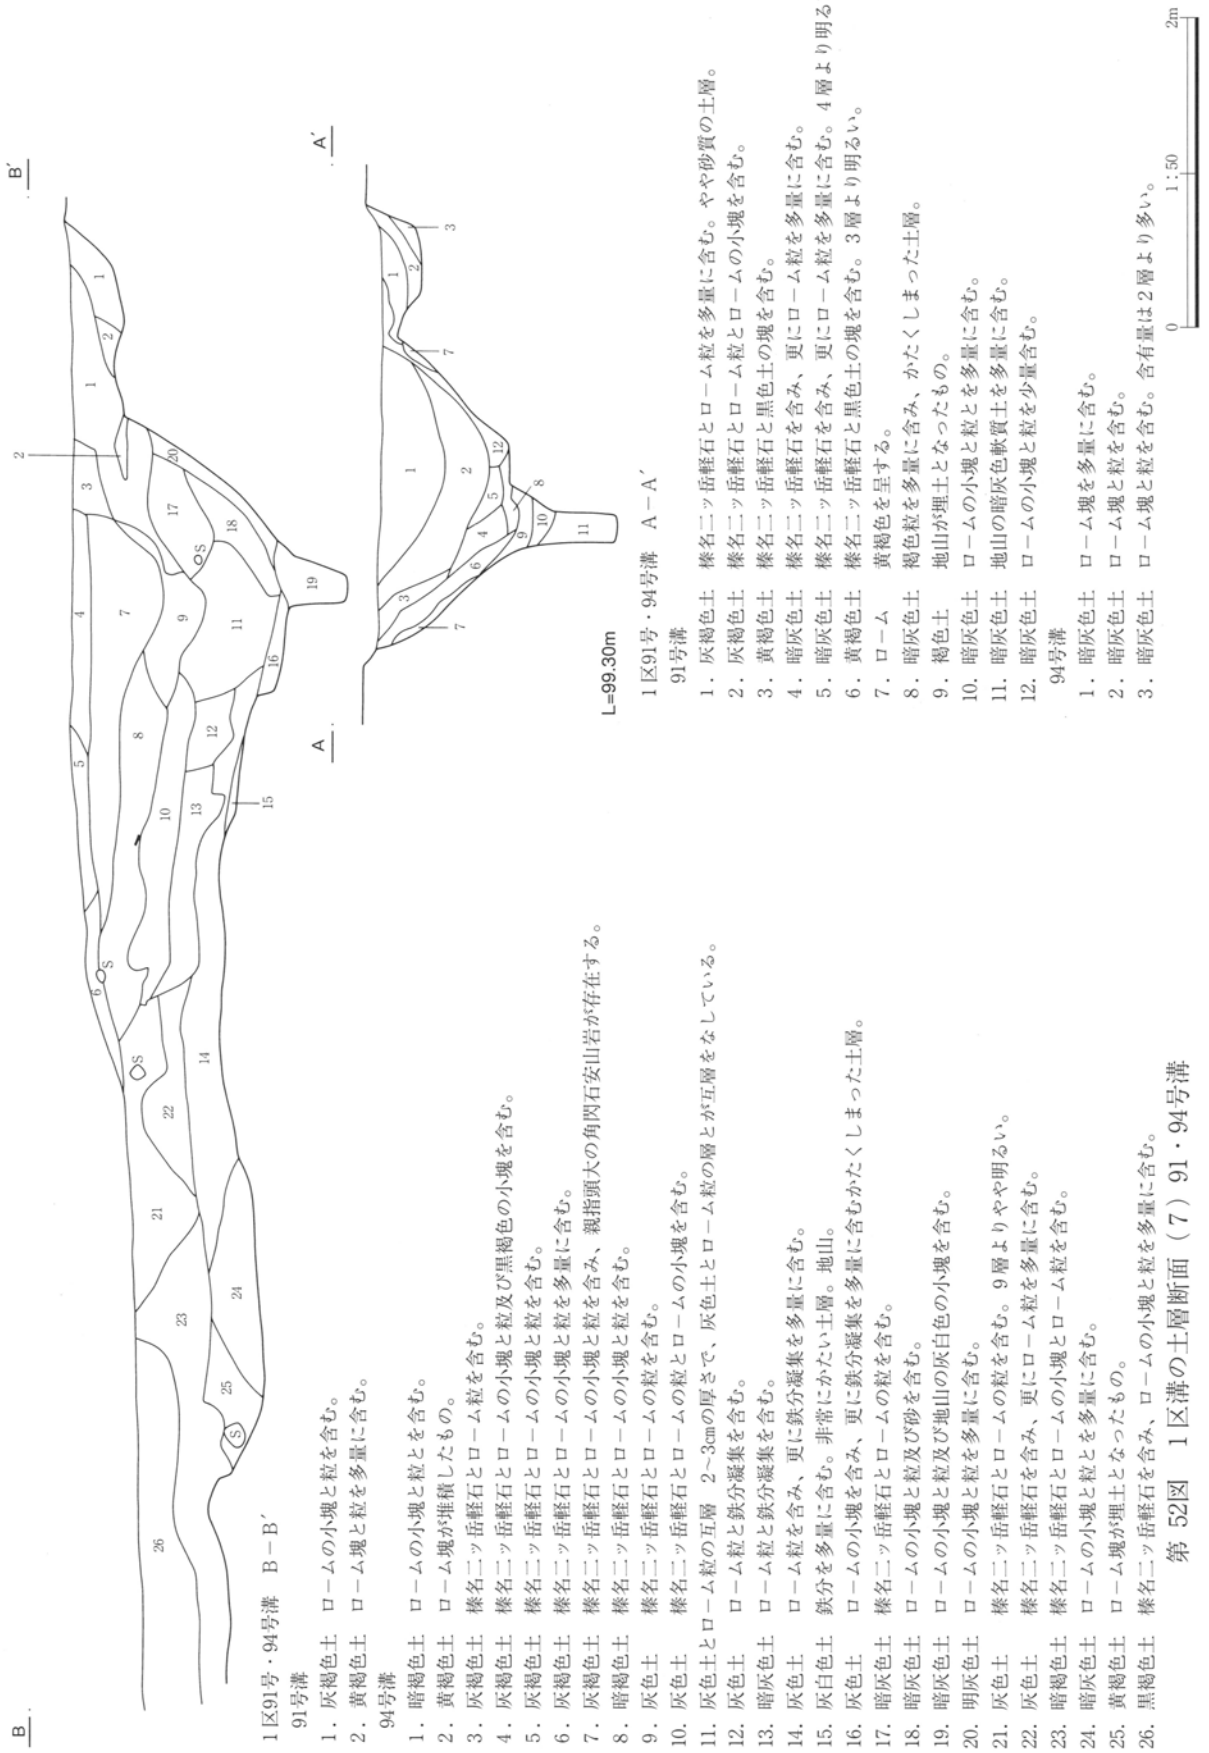 B
B′
1
2
1
2
3
4
5
6
S
7
8
9
10
11
12
13
14
15
16
17
18
19
20
S
S
21
22
23
24
25
S
26
A
A′
1
2
3
7
1
2
3
4
5
6
7
8
9
10
11
12
L=99.30m
1区91号・94号溝　B－B′
91号溝
1．灰褐色土　ロームの小塊と粒を含む。
2．黄褐色土　ローム塊と粒を多量に含む。
94号溝
1．暗褐色土　ロームの小塊と粒とを含む。
2．黄褐色土　ローム塊が堆積したもの。
3．灰褐色土　榛名二ッ岳軽石とローム粒を含む。
4．灰褐色土　榛名二ッ岳軽石とロームの小塊と粒及び黒褐色の小塊を含む。
5．灰褐色土　榛名二ッ岳軽石とロームの小塊と粒を含む。
6．灰褐色土　榛名二ッ岳軽石とロームの小塊と粒を多量に含む。
7．灰褐色土　榛名二ッ岳軽石とロームの小塊と粒を含み、親指頭大の角閃石安山岩が存在する。
8．暗褐色土　榛名二ッ岳軽石とロームの小塊と粒を含む。
9．灰色土　榛名二ッ岳軽石とロームの粒を含む。
10．灰色土　榛名二ッ岳軽石とロームの粒とロームの小塊を含む。
11．灰色土とローム粒の互層　2~3cmの厚さで、灰色土とローム粒の層とが互層をなしている。
12．灰色土　ローム粒と鉄分凝集を含む。
13．暗灰色土　ローム粒と鉄分凝集を含む。
14．灰色土　ローム粒を含み、更に鉄分凝集を多量に含む。
15．灰白色土　鉄分を多量に含む。非常にかたい土層。地山。
16．灰色土　ロームの小塊を含み、更に鉄分凝集を多量に含むかたくしまった土層。
17．暗灰色土　榛名二ッ岳軽石とロームの粒を含む。
18．暗灰色土　ロームの小塊と粒及び砂を含む。
19．暗灰色土　ロームの小塊と粒及び地山の灰白色の小塊を含む。
20．明灰色土　ロームの小塊と粒を多量に含む。
21．灰色土　榛名二ッ岳軽石とロームの粒を含む。9層よりやや明るい。
22．灰色土　榛名二ッ岳軽石を含み、更にローム粒を多量に含む。
23．暗褐色土　榛名二ッ岳軽石とロームの小塊とローム粒を含む。
24．暗灰色土　ロームの小塊と粒とを多量に含む。
25．黄褐色土　ローム塊が埋土となったもの。
26．黒褐色土　榛名二ッ岳軽石を含み、ロームの小塊と粒を多量に含む。
1区91号・94号溝　A－A′
91号溝
1．灰褐色土　榛名二ッ岳軽石とローム粒を多量に含む。やや砂質の土層。
2．灰褐色土　榛名二ッ岳軽石とローム粒とロームの小塊を含む。
3．黄褐色土　榛名二ッ岳軽石と黒色土の塊を含む。
4．暗灰色土　榛名二ッ岳軽石を含み、更にローム粒を多量に含む。
5．暗灰色土　榛名二ッ岳軽石を含み、更にローム粒を多量に含む。4層より明る
6．黄褐色土　榛名二ッ岳軽石と黒色土の塊を含む。3層より明るい。
7．ローム　黄褐色を呈する。
8．暗灰色土　褐色粒を多量に含み、かたくしまった土層。
9．褐色土　地山が埋土となったもの。
10．暗灰色土　ロームの小塊と粒とを多量に含む。
11．暗灰色土　地山の暗灰色軟質土を多量に含む。
12．暗灰色土　ロームの小塊と粒を少量含む。
94号溝
1．暗灰色土　ローム塊を多量に含む。
2．暗灰色土　ローム塊と粒を含む。
3．暗灰色土　ローム塊と粒を含む。含有量は2層より多い。
0　1:50　2m
第52図　1区溝の土層断面（7）91・94号溝